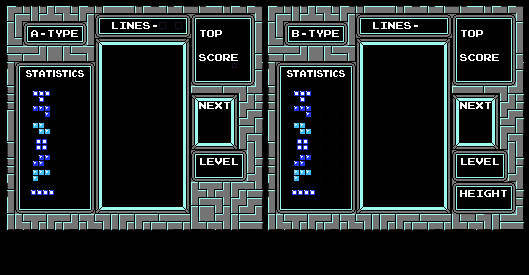 A-TYPE
LINES-
TOP
SCORE
STATISTICS
NEXT
LEVEL
B-TYPE
LINES-
TOP
SCORE
STATISTICS
NEXT
LEVEL
HEIGHT